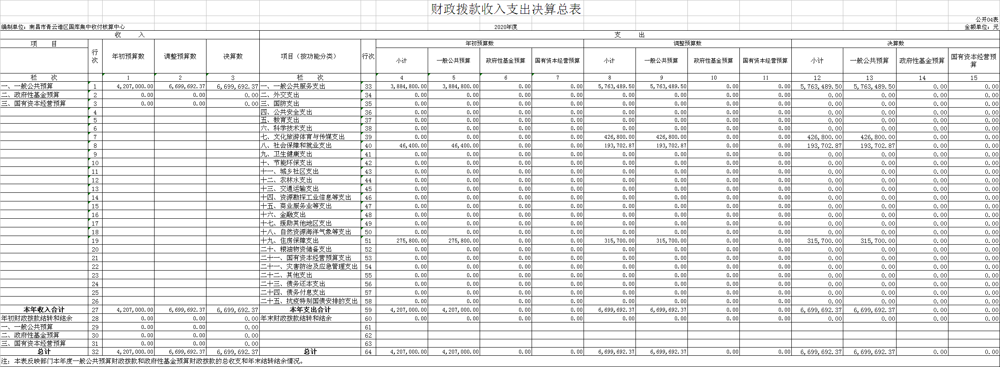 财政拨款收入支出决算总表
公开04表
编制单位：南昌市青云谱区国库集中收付核算中心 2020年度 金额单位：元
收 入 支 出
项 目 行次 年初预算数 调整预算数 决算数 项目（按功能分类） 行次 年初预算数 调整预算数 决算数
小计 一般公共预算 政府性基金预算 国有资本经营预算 小计 一般公共预算 政府性基金预算 国有资本经营预算 小计 一般公共预算 政府性基金预算 国有资本经营预算
栏 次 1 2 3 栏 次 4 5 6 7 8 9 10 11 12 13 14 15
一、一般公共预算 1 4,207,000.00 6,699,692.37 6,699,692.37 一、一般公共服务支出 33 3,884,800.00 3,884,800.00 0.00 0.00 5,763,489.50 5,763,489.50 0.00 0.00 5,763,489.50 5,763,489.50 0.00 0.00
二、政府性基金预算 2 0.00 0.00 0.00 二、外交支出 34 0.00 0.00 0.00 0.00 0.00 0.00 0.00 0.00 0.00 0.00 0.00 0.00
三、国有资本经营预算 3 0.00 0.00 0.00 三、国防支出 35 0.00 0.00 0.00 0.00 0.00 0.00 0.00 0.00 0.00 0.00 0.00 0.00
4 四、公共安全支出 36 0.00 0.00 0.00 0.00 0.00 0.00 0.00 0.00 0.00 0.00 0.00 0.00
5 五、教育支出 37 0.00 0.00 0.00 0.00 0.00 0.00 0.00 0.00 0.00 0.00 0.00 0.00
6 六、科学技术支出 38 0.00 0.00 0.00 0.00 0.00 0.00 0.00 0.00 0.00 0.00 0.00 0.00
7 七、文化旅游体育与传媒支出 39 0.00 0.00 0.00 0.00 426,800.00 426,800.00 0.00 0.00 426,800.00 426,800.00 0.00 0.00
8 八、社会保障和就业支出 40 46,400.00 46,400.00 0.00 0.00 193,702.87 193,702.87 0.00 0.00 193,702.87 193,702.87 0.00 0.00
9 九、卫生健康支出 41 0.00 0.00 0.00 0.00 0.00 0.00 0.00 0.00 0.00 0.00 0.00 0.00
10 十、节能环保支出 42 0.00 0.00 0.00 0.00 0.00 0.00 0.00 0.00 0.00 0.00 0.00 0.00
11 十一、城乡社区支出 43 0.00 0.00 0.00 0.00 0.00 0.00 0.00 0.00 0.00 0.00 0.00 0.00
12 十二、农林水支出 44 0.00 0.00 0.00 0.00 0.00 0.00 0.00 0.00 0.00 0.00 0.00 0.00
13 十三、交通运输支出 45 0.00 0.00 0.00 0.00 0.00 0.00 0.00 0.00 0.00 0.00 0.00 0.00
14 十四、资源勘探工业信息等支出 46 0.00 0.00 0.00 0.00 0.00 0.00 0.00 0.00 0.00 0.00 0.00 0.00
15 十五、商业服务业等支出 47 0.00 0.00 0.00 0.00 0.00 0.00 0.00 0.00 0.00 0.00 0.00 0.00
16 十六、金融支出 48 0.00 0.00 0.00 0.00 0.00 0.00 0.00 0.00 0.00 0.00 0.00 0.00
17 十七、援助其他地区支出 49 0.00 0.00 0.00 0.00 0.00 0.00 0.00 0.00 0.00 0.00 0.00 0.00
18 十八、自然资源海洋气象等支出 50 0.00 0.00 0.00 0.00 0.00 0.00 0.00 0.00 0.00 0.00 0.00 0.00
19 十九、住房保障支出 51 275,800.00 275,800.00 0.00 0.00 315,700.00 315,700.00 0.00 0.00 315,700.00 315,700.00 0.00 0.00
20 二十、粮油物资储备支出 52 0.00 0.00 0.00 0.00 0.00 0.00 0.00 0.00 0.00 0.00 0.00 0.00
21 二十一、国有资本经营预算支出 53 0.00 0.00 0.00 0.00 0.00 0.00 0.00 0.00 0.00 0.00 0.00 0.00
22 二十一、灾害防治及应急管理支出 54 0.00 0.00 0.00 0.00 0.00 0.00 0.00 0.00 0.00 0.00 0.00 0.00
23 二十二、其他支出 55 0.00 0.00 0.00 0.00 0.00 0.00 0.00 0.00 0.00 0.00 0.00 0.00
24 二十三、债务还本支出 56 0.00 0.00 0.00 0.00 0.00 0.00 0.00 0.00 0.00 0.00 0.00 0.00
25 二十四、债务付息支出 57 0.00 0.00 0.00 0.00 0.00 0.00 0.00 0.00 0.00 0.00 0.00 0.00
26 二十五、抗疫特别国债安排的支出 58 0.00 0.00 0.00 0.00 0.00 0.00 0.00 0.00 0.00 0.00 0.00 0.00
本年收入合计 27 4,207,000.00 6,699,692.37 6,699,692.37 本年支出合计 59 4,207,000.00 4,207,000.00 0.00 0.00 6,699,692.37 6,699,692.37 0.00 0.00 6,699,692.37 6,699,692.37 0.00 0.00
年初财政拨款结转和结余 28 0.00 0.00 0.00 年末财政拨款结转和结余 60 0.00 0.00 0.00 0.00 0.00 0.00 0.00 0.00 0.00 0.00 0.00 0.00
一、一般公共预算 29 0.00 0.00 0.00 61
二、政府性基金预算 30 0.00 0.00 0.00 62
三、国有资本经营预算 31 0.00 0.00 0.00 63
总计 32 4,207,000.00 6,699,692.37 6,699,692.37 总计 64 4,207,000.00 4,207,000.00 0.00 0.00 6,699,692.37 6,699,692.37 0.00 0.00 6,699,692.37 6,699,692.37 0.00 0.00
注：本表反映部门本年度一般公共预算财政拨款和政府性基金预算财政拨款的总收支和年末结转结余情况。